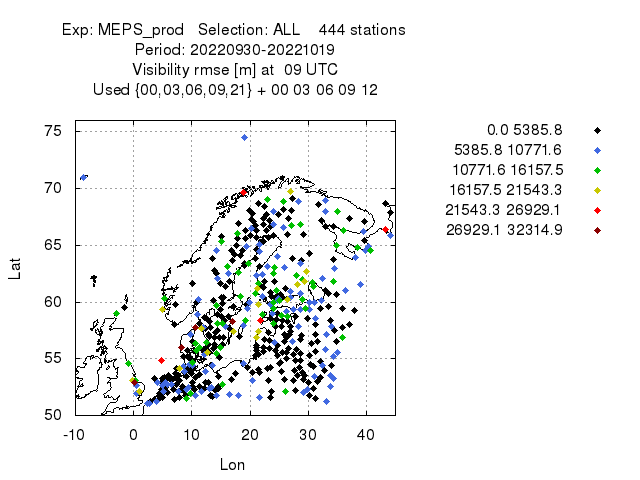 Exp: MEPS_prod   Selection: ALL    444 stations
Period: 20220930-20221019
Visibility rmse [m] at  09 UTC
Used {00,03,06,09,21} + 00 03 06 09 12
0.0 5385.8
5385.8 10771.6
10771.6 16157.5
16157.5 21543.3
21543.3 26929.1
26929.1 32314.9
75
70
65
60
55
50
Lat
-10 0 10 20 30 40
Lon